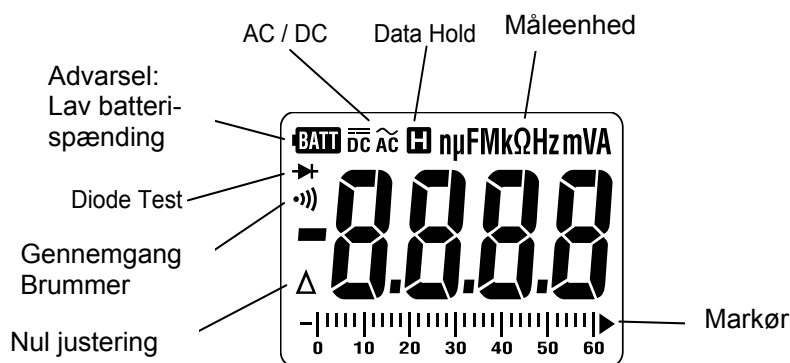 AC / DC
Data Hold
Måleenhed
Advarsel:
Lav batteri-
spænding
BATT DC AC H nµFMkΩHzmVA
Diode Test
-8.8.8.8
Gennemgang
Brummer
Δ
Nul justering
Markør
0 10 20 30 40 50 60